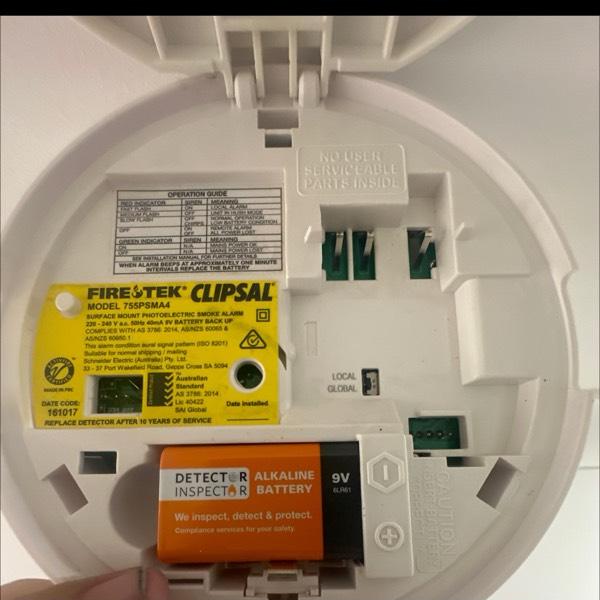 NO USER
SERVICEABLE
PARTS INSIDE
OPERATION GUIDE
RED INDICATOR SIREN MEANING
FAST FLASH ON LOCAL ALARM
MEDIUM FLASH OFF UNIT IN HUSH MODE
SLOW FLASH OFF NORMAL OPERATION
CHIRPS LOW BATTERY CONDITION
OFF ON REMOTE ALARM
OFF ALL POWER LOST
GREEN INDICATOR SIREN MEANING
ON N/A MAINS POWER OK
OFF N/A MAINS POWER LOST
SEE INSTALLATION MANUAL FOR FURTHER DETAILS
WHEN ALARM BEEPS AT APPROXIMATELY ONE MINUTE
INTERVALS REPLACE THE BATTERY
FIRETEK CLIPSAL
MODEL 755PSMA4
SURFACE MOUNT PHOTOELECTRIC SMOKE ALARM
220 - 240 V a.c. 50Hz 40mA 9V BATTERY BACK UP
COMPLIES WITH AS 3786: 2014, AS/NZS 60065 &
AS/NZS 60950.1
This alarm condition aural signal pattern (ISO 8201)
Suitable for normal shipping / mailing
Schneider Electric (Australia) Pty. Ltd.
33 - 37 Port Wakefield Road, Gepps Cross SA 5094
MADE IN PRC
Australian
Standard
AS 3786: 2014
Lic 40422
SAI Global
DATE CODE:
161017
Date installed
REPLACE DETECTOR AFTER 10 YEARS OF SERVICE
LOCAL
GLOBAL
DETECTOR
INSPECTOR
ALKALINE
BATTERY
9V
6LR61
We inspect, detect & protect.
Compliance services for your safety.
CAUTION